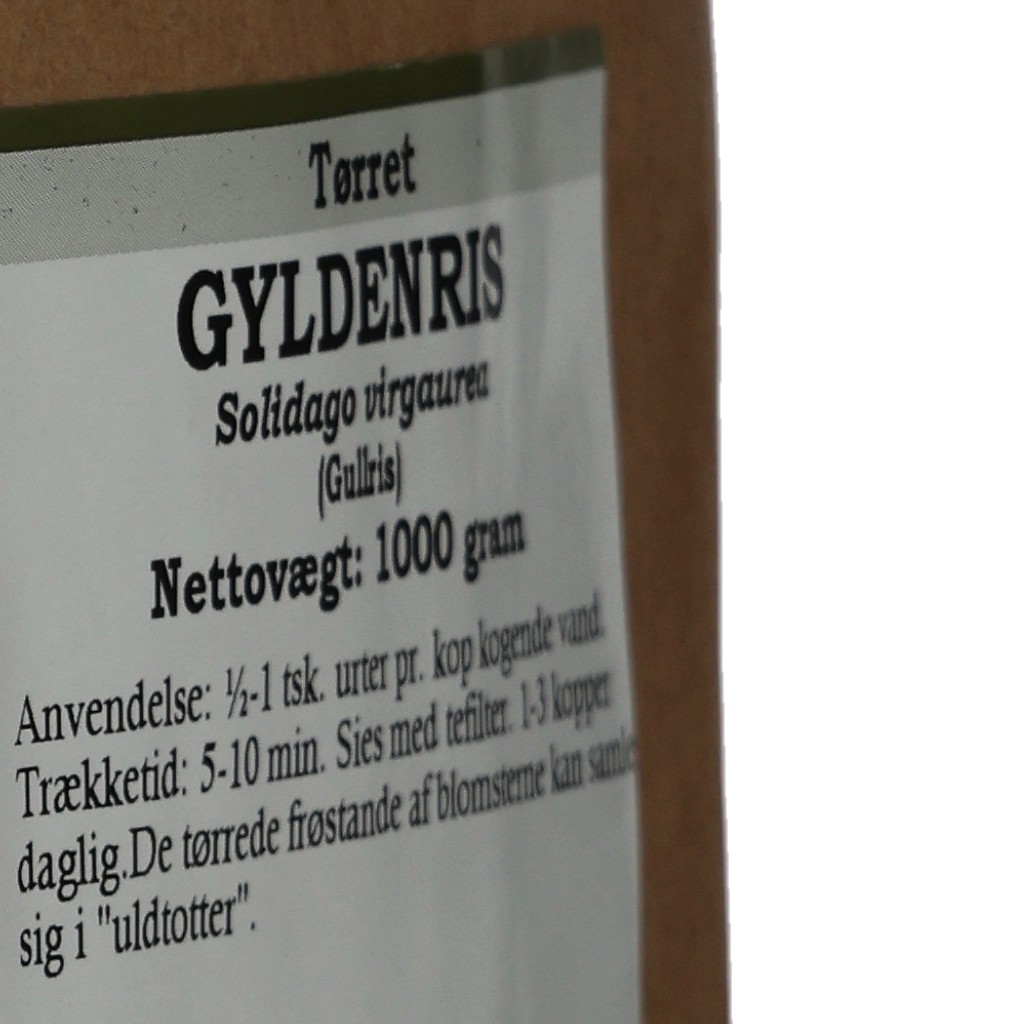 Tørret
GYLDENRIS
Solidago virgaurea
(Gullris)
Nettovægt: 1000 gram
Anvendelse: ½-1 tsk. urter pr. kop kogende vand.
Trækketid: 5-10 min. Sies med tefilter. 1-3 kopper
daglig.De tørrede frøstande af blomsterne kan samle
sig i "uldtotter".